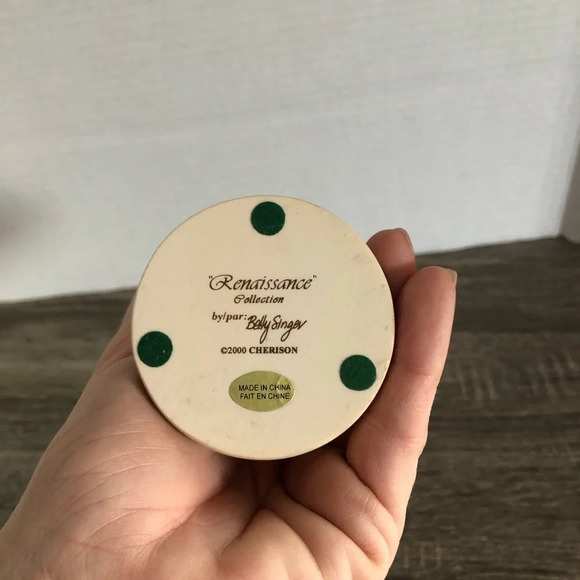 "Renaissance"
Collection
by/par: Betty Singer
©2000 CHERISON
MADE IN CHINA
FAIT EN CHINE